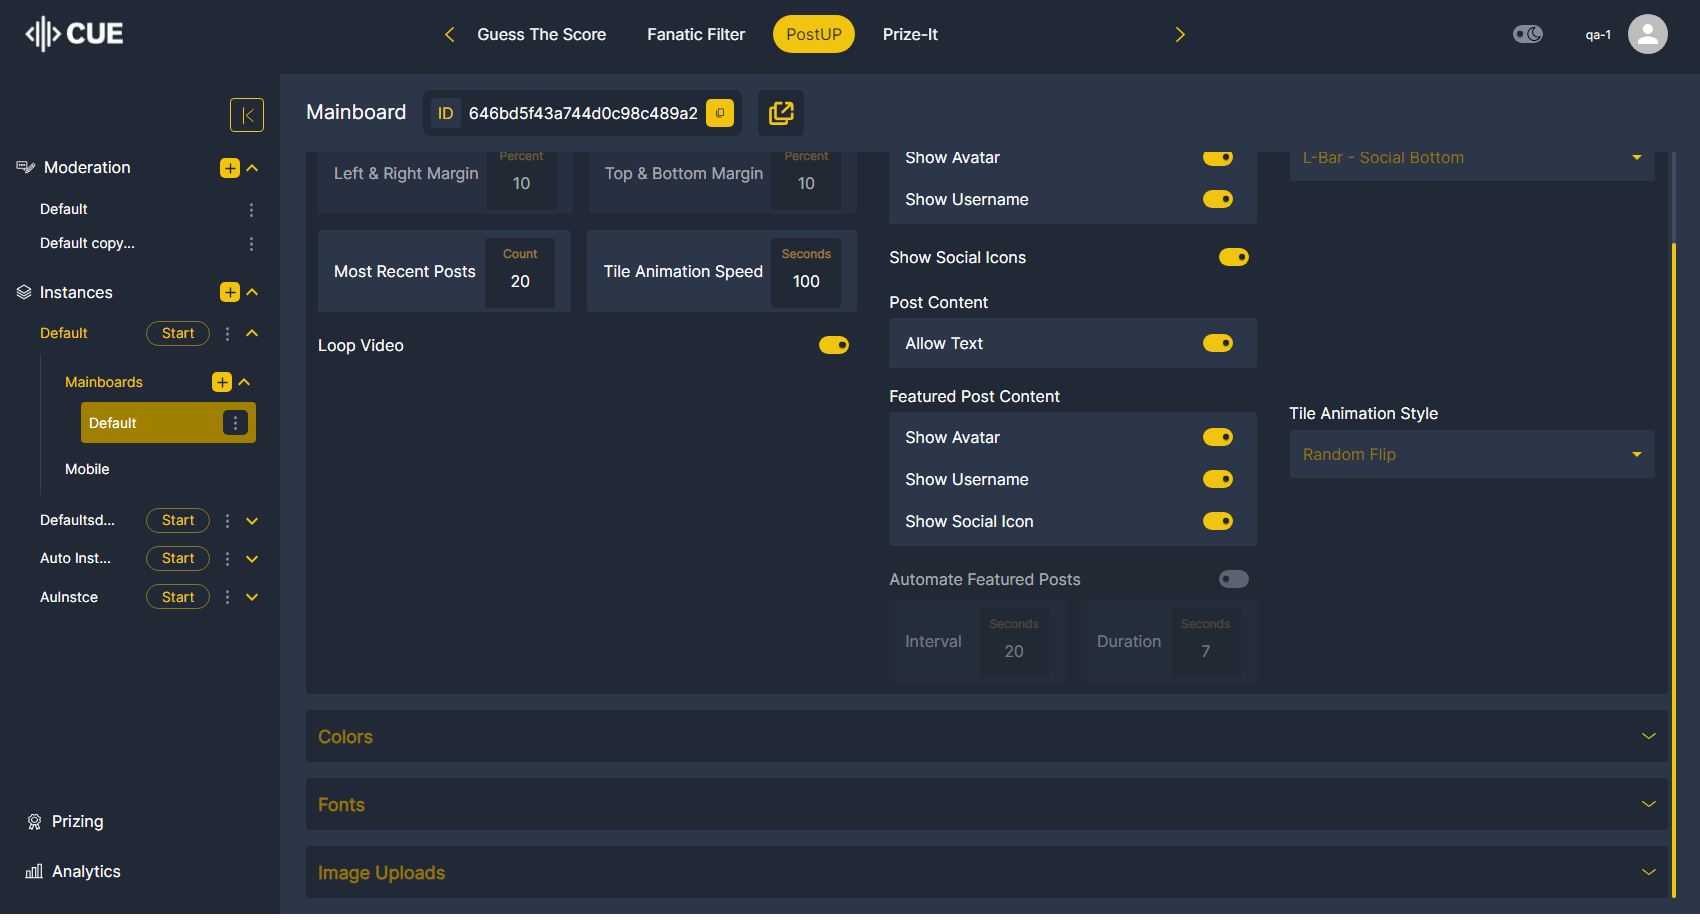 CUE
Guess The Score
Fanatic Filter
PostUP
Prize-It
qa-1
Moderation
Default
Default copy...
Instances
Default
Start
Mainboards
Default
Mobile
Defaultsd...
Start
Auto Inst...
Start
AuInstce
Start
Prizing
Analytics
Mainboard
ID
646bd5f43a744d0c98c489a2
Left & Right Margin
Percent
10
Top & Bottom Margin
Percent
10
Most Recent Posts
Count
20
Tile Animation Speed
Seconds
100
Loop Video
Show Avatar
Show Username
Show Social Icons
Post Content
Allow Text
Featured Post Content
Show Avatar
Show Username
Show Social Icon
Automate Featured Posts
Interval
Seconds
20
Duration
Seconds
7
L-Bar - Social Bottom
Tile Animation Style
Random Flip
Colors
Fonts
Image Uploads